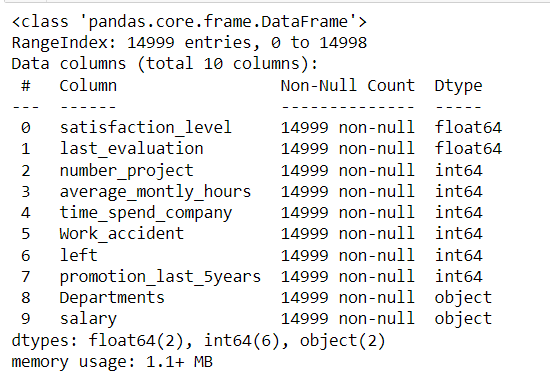 <class 'pandas.core.frame.DataFrame'>
RangeIndex: 14999 entries, 0 to 14998
Data columns (total 10 columns):
 #   Column                 Non-Null Count  Dtype
---  ------                 --------------  -----
 0   satisfaction_level     14999 non-null  float64
 1   last_evaluation        14999 non-null  float64
 2   number_project         14999 non-null  int64
 3   average_montly_hours   14999 non-null  int64
 4   time_spend_company     14999 non-null  int64
 5   Work_accident          14999 non-null  int64
 6   left                   14999 non-null  int64
 7   promotion_last_5years  14999 non-null  int64
 8   Departments            14999 non-null  object
 9   salary                 14999 non-null  object
dtypes: float64(2), int64(6), object(2)
memory usage: 1.1+ MB